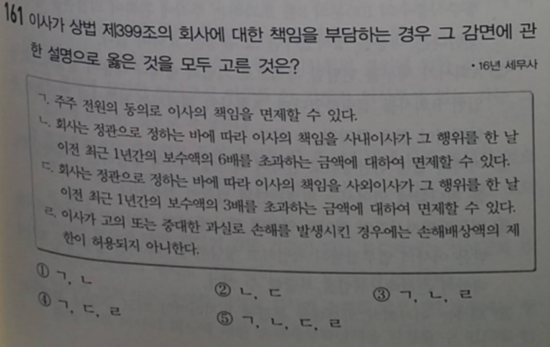 161 이사가 상법 제399조의 회사에 대한 책임을 부담하는 경우 그 감면에 관
한 설명으로 옳은 것을 모두 고른 것은?
• 16년 세무사
ㄱ. 주주 전원의 동의로 이사의 책임을 면제할 수 있다.
ㄴ. 회사는 정관으로 정하는 바에 따라 이사의 책임을 사내이사가 그 행위를 한 날
이전 최근 1년간의 보수액의 6배를 초과하는 금액에 대하여 면제할 수 있다.
ㄷ. 회사는 정관으로 정하는 바에 따라 이사의 책임을 사외이사가 그 행위를 한 날
이전 최근 1년간의 보수액의 3배를 초과하는 금액에 대하여 면제할 수 있다.
ㄹ. 이사가 고의 또는 중대한 과실로 손해를 발생시킨 경우에는 손해배상액의 제
한이 허용되지 아니한다.
① ㄱ, ㄴ
② ㄴ, ㄷ
③ ㄱ, ㄴ, ㄹ
④ ㄱ, ㄷ, ㄹ
⑤ ㄱ, ㄴ, ㄷ, ㄹ